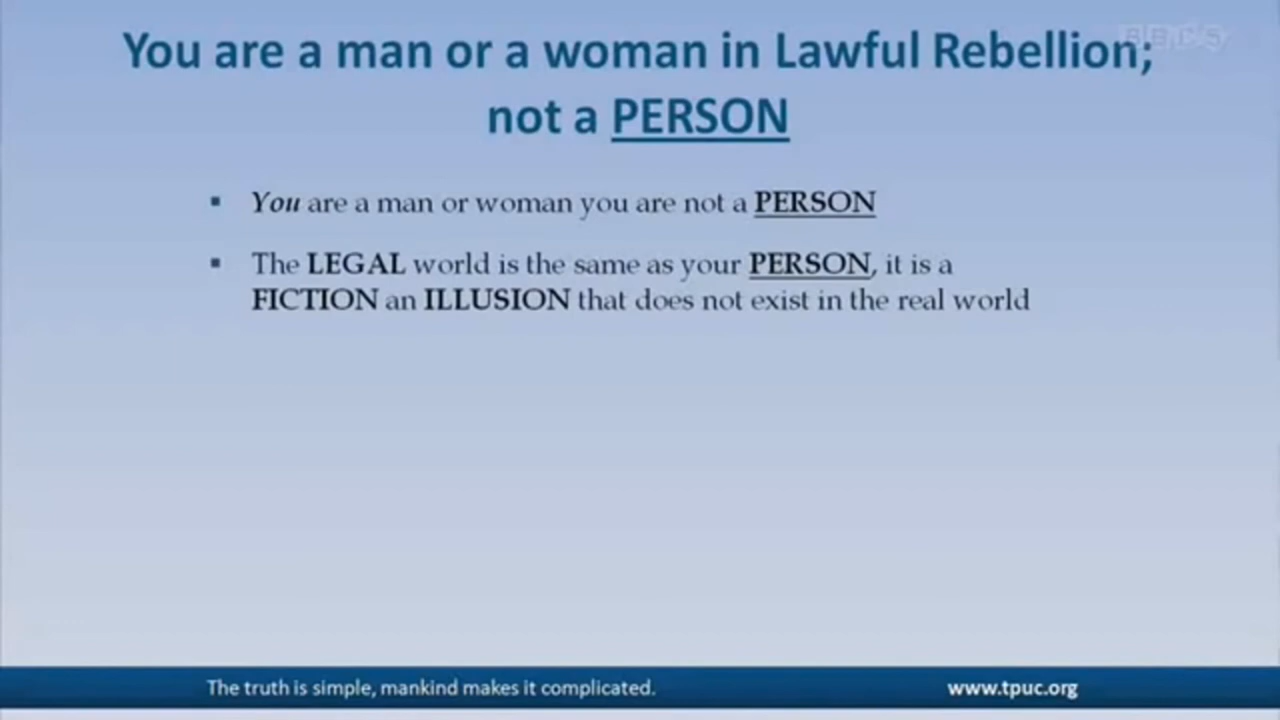 You are a man or a woman in Lawful Rebellion;
not a PERSON
▪ You are a man or woman you are not a PERSON
▪ The LEGAL world is the same as your PERSON, it is a
FICTION an ILLUSION that does not exist in the real world
The truth is simple, mankind makes it complicated.
www.tpuc.org